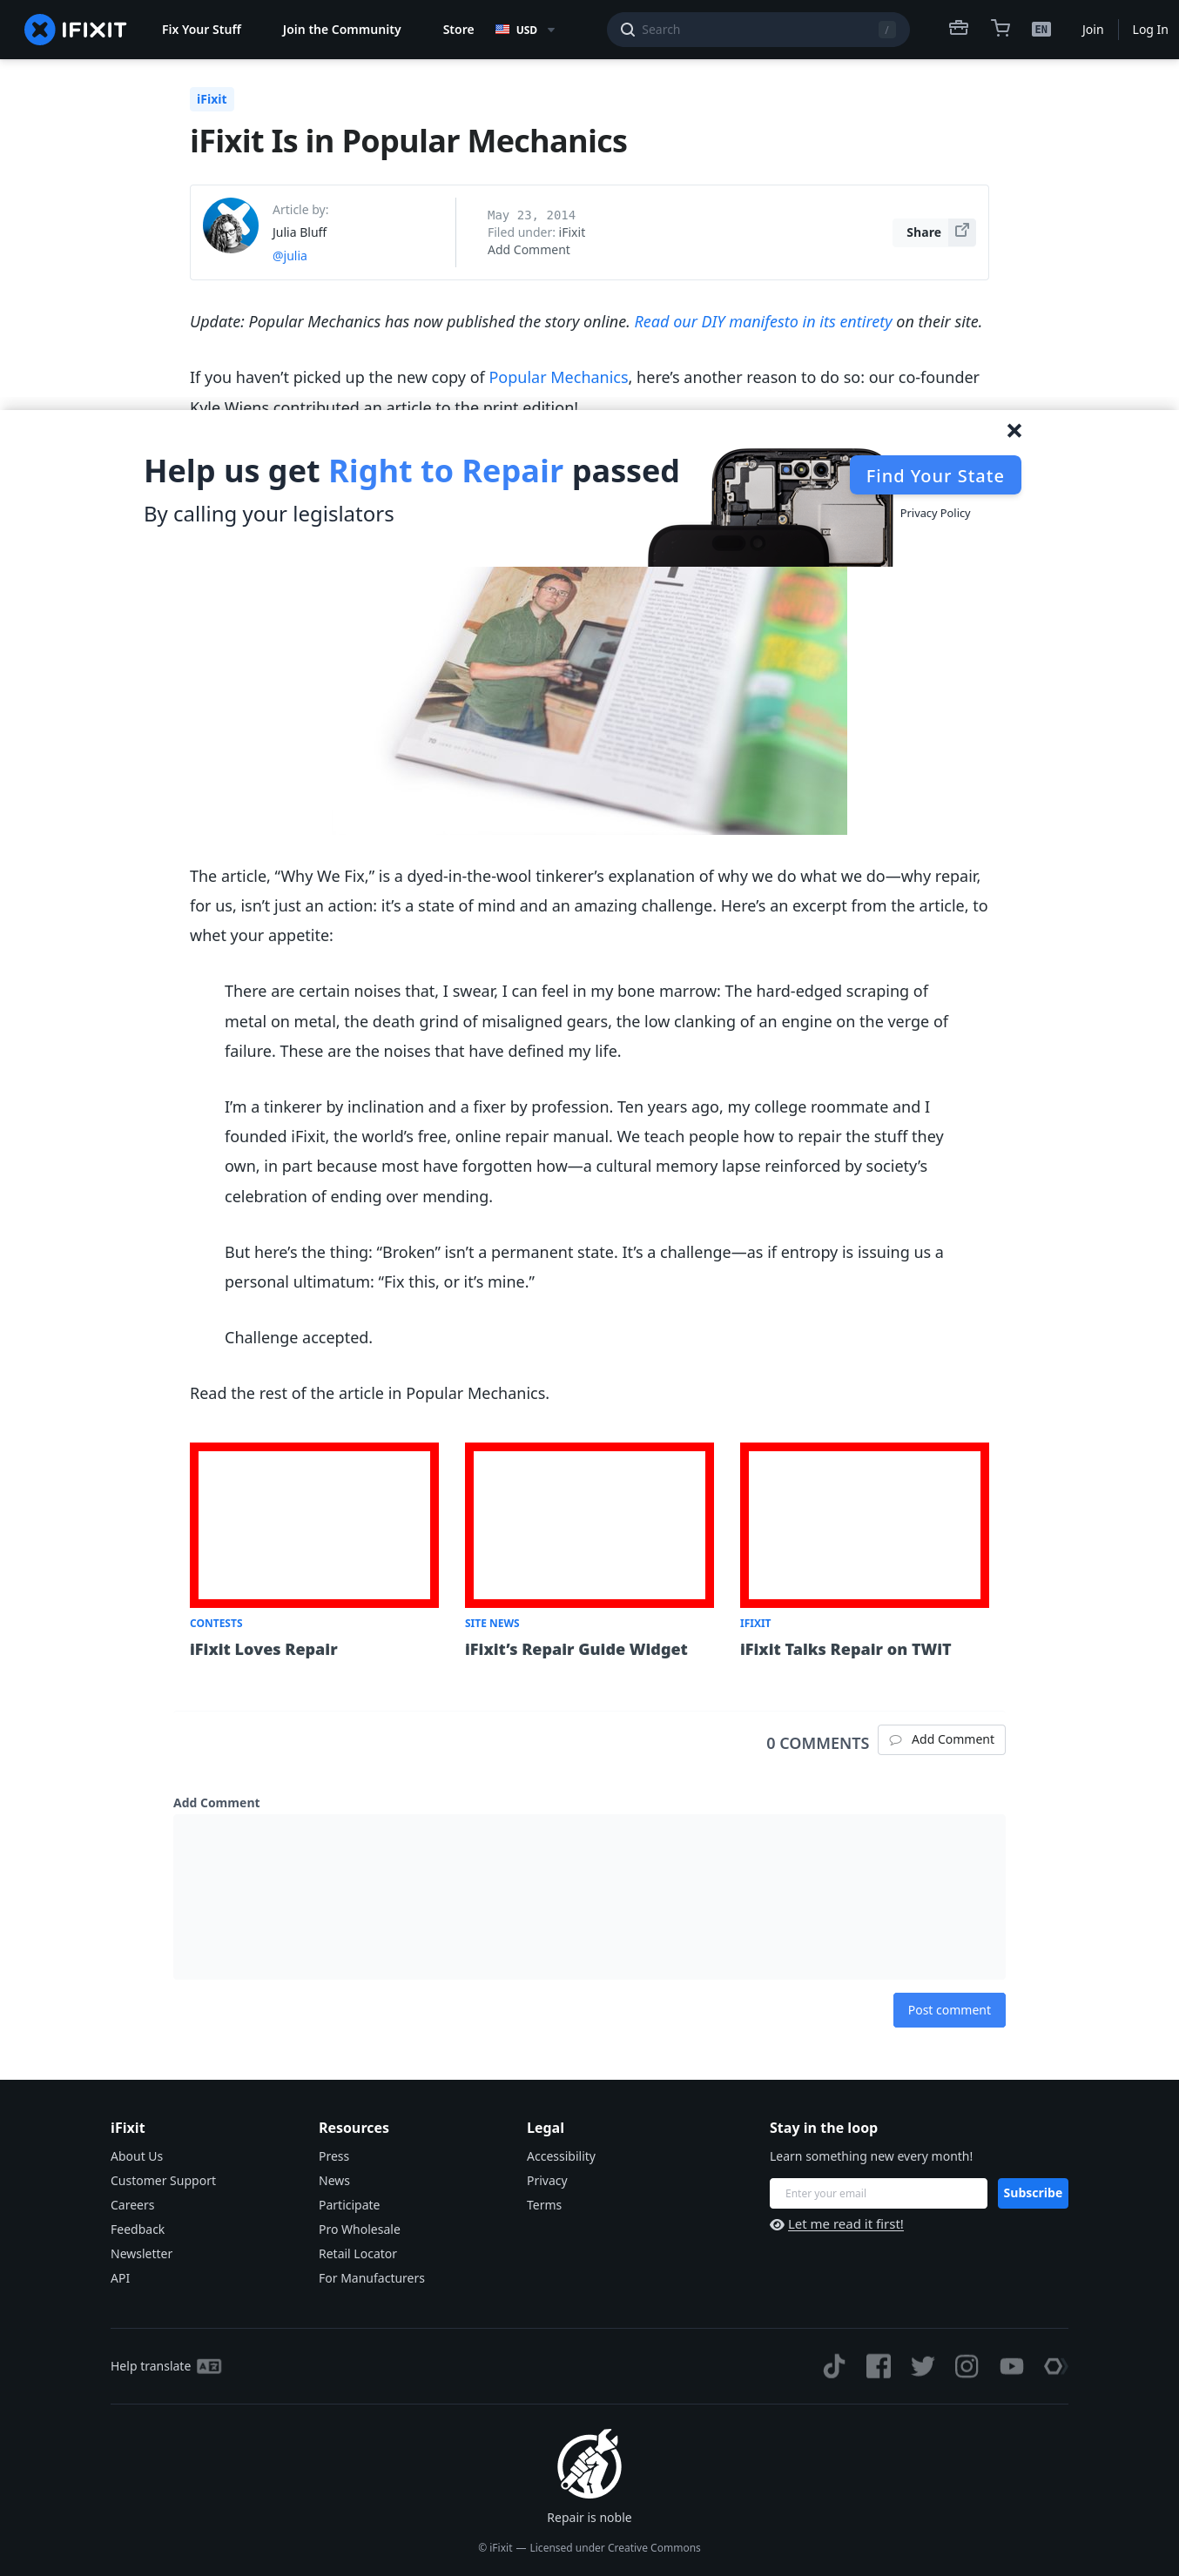 IFIXIT
Fix Your Stuff
Join the Community
Store
USD
Search
/
EN
Join
Log In
iFixit
iFixit Is in Popular Mechanics
Article by:
Julia Bluff
@julia
May 23, 2014
Filed under: iFixit
Add Comment
Share
Update: Popular Mechanics has now published the story online. Read our DIY manifesto in its entirety on their site.
If you haven’t picked up the new copy of Popular Mechanics, here’s another reason to do so: our co-founder
Kyle Wiens contributed an article to the print edition!
Help us get Right to Repair passed
By calling your legislators
Find Your State
Privacy Policy
The article, “Why We Fix,” is a dyed-in-the-wool tinkerer’s explanation of why we do what we do—why repair,
for us, isn’t just an action: it’s a state of mind and an amazing challenge. Here’s an excerpt from the article, to
whet your appetite:
There are certain noises that, I swear, I can feel in my bone marrow: The hard-edged scraping of
metal on metal, the death grind of misaligned gears, the low clanking of an engine on the verge of
failure. These are the noises that have defined my life.
I’m a tinkerer by inclination and a fixer by profession. Ten years ago, my college roommate and I
founded iFixit, the world’s free, online repair manual. We teach people how to repair the stuff they
own, in part because most have forgotten how—a cultural memory lapse reinforced by society’s
celebration of ending over mending.
But here’s the thing: “Broken” isn’t a permanent state. It’s a challenge—as if entropy is issuing us a
personal ultimatum: “Fix this, or it’s mine.”
Challenge accepted.
Read the rest of the article in Popular Mechanics.
CONTESTS
iFixit Loves Repair
SITE NEWS
iFixit’s Repair Guide Widget
IFIXIT
iFixit Talks Repair on TWiT
0 COMMENTS
Add Comment
Add Comment
Post comment
iFixit
About Us
Customer Support
Careers
Feedback
Newsletter
API
Resources
Press
News
Participate
Pro Wholesale
Retail Locator
For Manufacturers
Legal
Accessibility
Privacy
Terms
Stay in the loop
Learn something new every month!
Enter your email
Subscribe
Let me read it first!
Help translate
Repair is noble
© iFixit — Licensed under Creative Commons